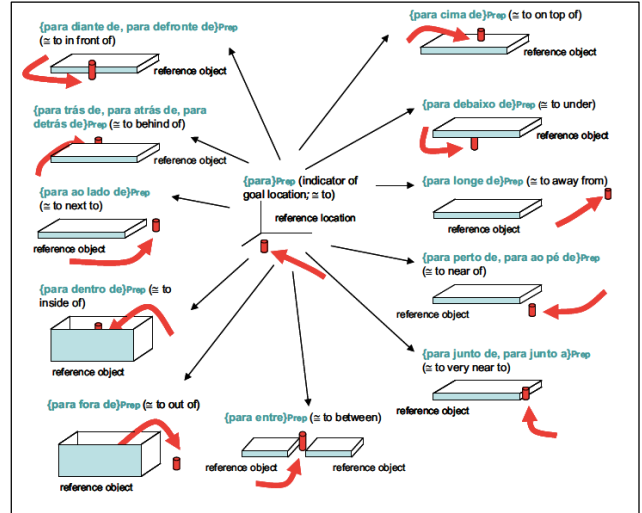 {para diante de, para defronte de}Prep
(≅ to in front of)
reference object
{para cima de}Prep (≅ to on top of)
reference object
{para trás de, para atrás de, para
detrás de}Prep (≅ to behind of)
reference object
{para debaixo de}Prep (≅ to under)
reference object
{para}Prep (indicator of
goal location; ≅ to)
reference location
{para ao lado de}Prep
(≅ to next to)
reference object
{para longe de}Prep (≅ to away from)
reference object
{para perto de, para ao pé de}Prep
(≅ to near of)
reference object
{para dentro de}Prep (≅ to
inside of)
reference object
{para junto de, para junto a}Prep
(≅ to very near to)
reference object
{para fora de}Prep (≅ to out of)
reference object
{para entre}Prep (≅ to between)
reference object
reference object